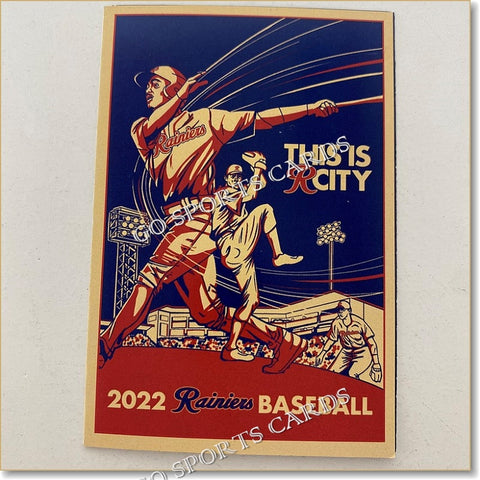 Rainiers
THIS IS
RCITY
GO SPORTS CARDS
2022 Rainiers BASEBALL
GO SPORTS CARDS